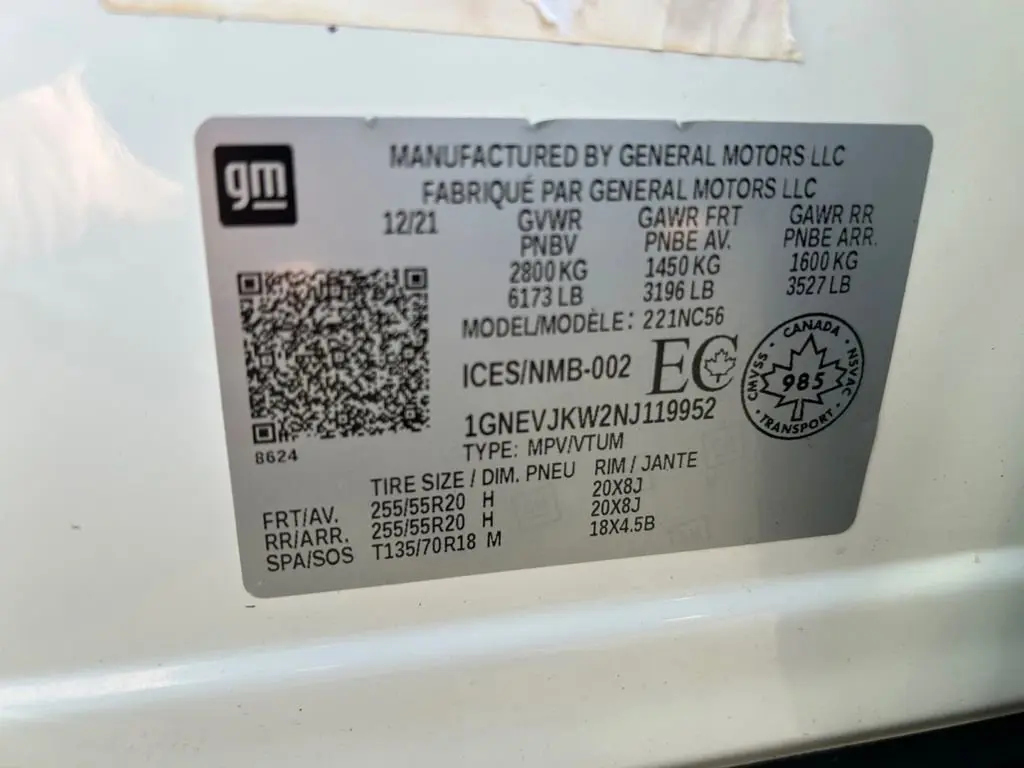 gm
MANUFACTURED BY GENERAL MOTORS LLC
FABRIQUÉ PAR GENERAL MOTORS LLC
12/21 GVWR GAWR FRT GAWR RR
PNBV PNBE AV. PNBE ARR.
2800 KG 1450 KG 1600 KG
6173 LB 3196 LB 3527 LB
MODEL/MODÈLE: 221NC56
ICES/NMB-002 EC
CANADA
CMVSS 985 NSVAC
TRANSPORT
1GNEVJKW2NJ119952
TYPE: MPV/VTUM
8624
TIRE SIZE / DIM. PNEU RIM / JANTE
FRT/AV. 255/55R20 H 20X8J
RR/ARR. 255/55R20 H 20X8J
SPA/SOS T135/70R18 M 18X4.5B